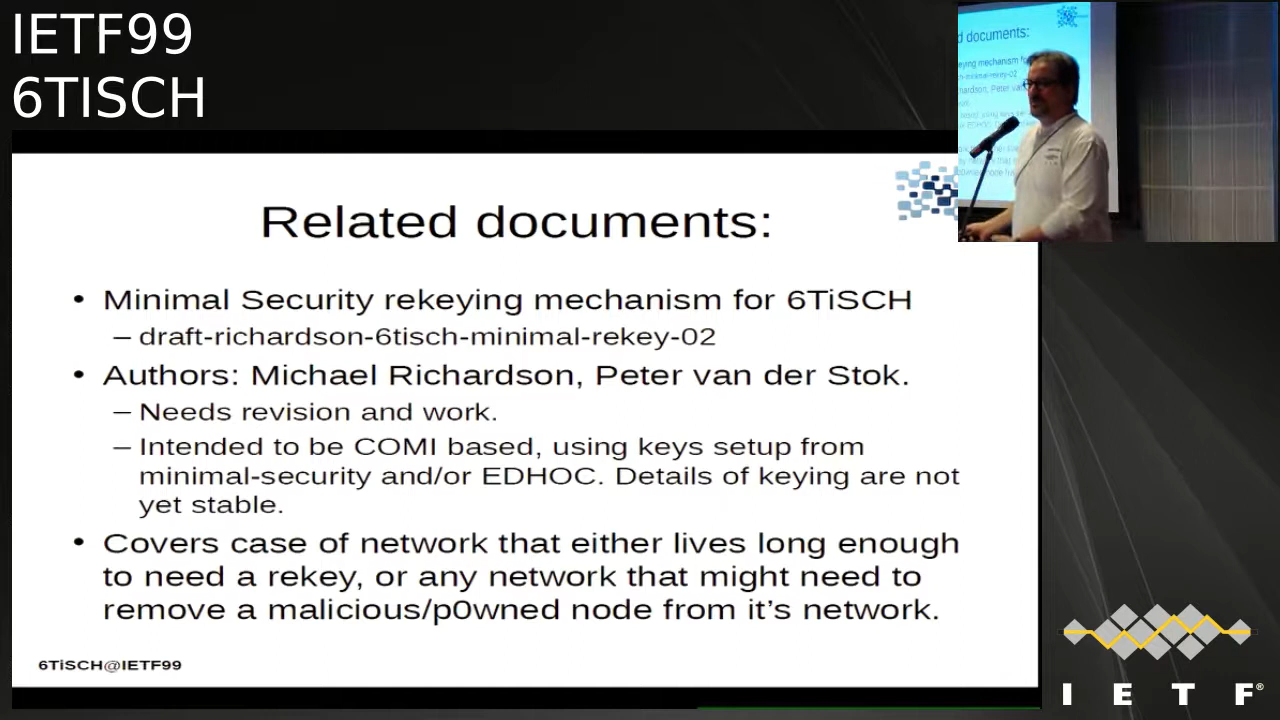 IETF99
6TISCH
Related documents:
• Minimal Security rekeying mechanism for 6TiSCH
– draft-richardson-6tisch-minimal-rekey-02
• Authors: Michael Richardson, Peter van der Stok.
– Needs revision and work.
– Intended to be COMI based, using keys setup from
minimal-security and/or EDHOC. Details of keying are not
yet stable.
• Covers case of network that either lives long enough
to need a rekey, or any network that might need to
remove a malicious/p0wned node from it's network.
6TiSCH@IETF99
d documents:
I E T F®